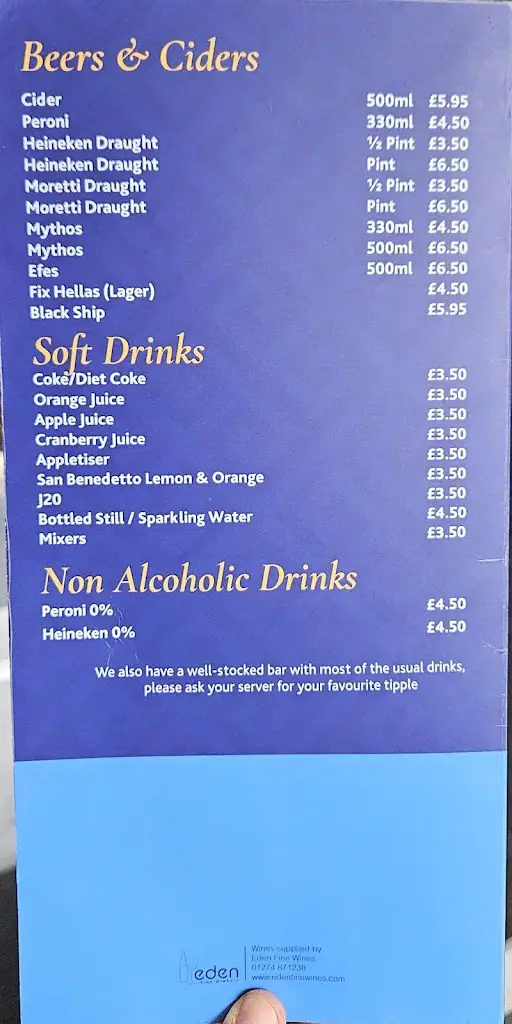 Beers & Ciders
Cider 500ml £5.95
Peroni 330ml £4.50
Heineken Draught ½ Pint £3.50
Heineken Draught Pint £6.50
Moretti Draught ½ Pint £3.50
Moretti Draught Pint £6.50
Mythos 330ml £4.50
Mythos 500ml £6.50
Efes 500ml £6.50
Fix Hellas (Lager) £4.50
Black Ship £5.95
Soft Drinks
Coke/Diet Coke £3.50
Orange Juice £3.50
Apple Juice £3.50
Cranberry Juice £3.50
Appletiser £3.50
San Benedetto Lemon & Orange £3.50
J20 £3.50
Bottled Still / Sparkling Water £4.50
Mixers £3.50
Non Alcoholic Drinks
Peroni 0% £4.50
Heineken 0% £4.50
We also have a well-stocked bar with most of the usual drinks,
please ask your server for your favourite tipple
eden
FINE WINES
Wines supplied by
Eden Fine Wines
01274 871238
www.edenfinewines.com